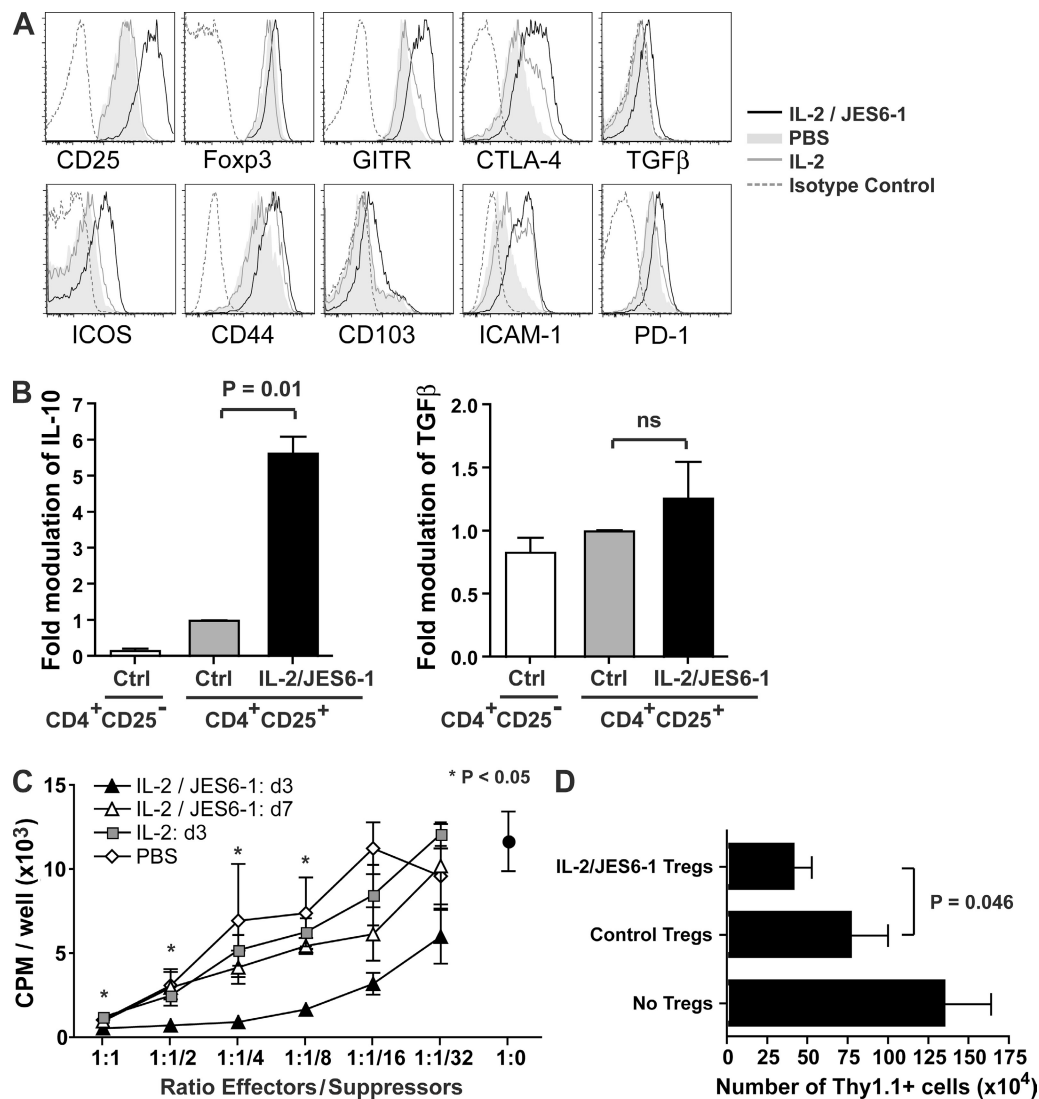 A
IL-2 / JES6-1
PBS
IL-2
Isotype Control
CD25 Foxp3 GITR CTLA-4 TGFβ
ICOS CD44 CD103 ICAM-1 PD-1
B
Fold modulation of IL-10
7
6
5
4
3
2
1
0
P = 0.01
Ctrl Ctrl IL-2/JES6-1
CD4+CD25- CD4+CD25+
Fold modulation of TGFβ
2.0
1.5
1.0
0.5
0.0
ns
Ctrl Ctrl IL-2/JES6-1
CD4+CD25- CD4+CD25+
C
CPM / well (x10³)
15
10
5
0
IL-2 / JES6-1: d3
IL-2 / JES6-1: d7
IL-2: d3
PBS
* P < 0.05
* * * *
1:1 1:1/2 1:1/4 1:1/8 1:1/16 1:1/32 1:0
Ratio Effectors/Suppressors
D
IL-2/JES6-1 Tregs
Control Tregs
No Tregs
P = 0.046
0 25 50 75 100 125 150 175
Number of Thy1.1+ cells (x10⁴)